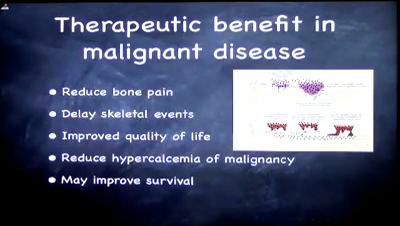 Therapeutic benefit in
malignant disease
Reduce bone pain
Delay skeletal events
Improved quality of life
Reduce hypercalcemia of malignancy
May improve survival